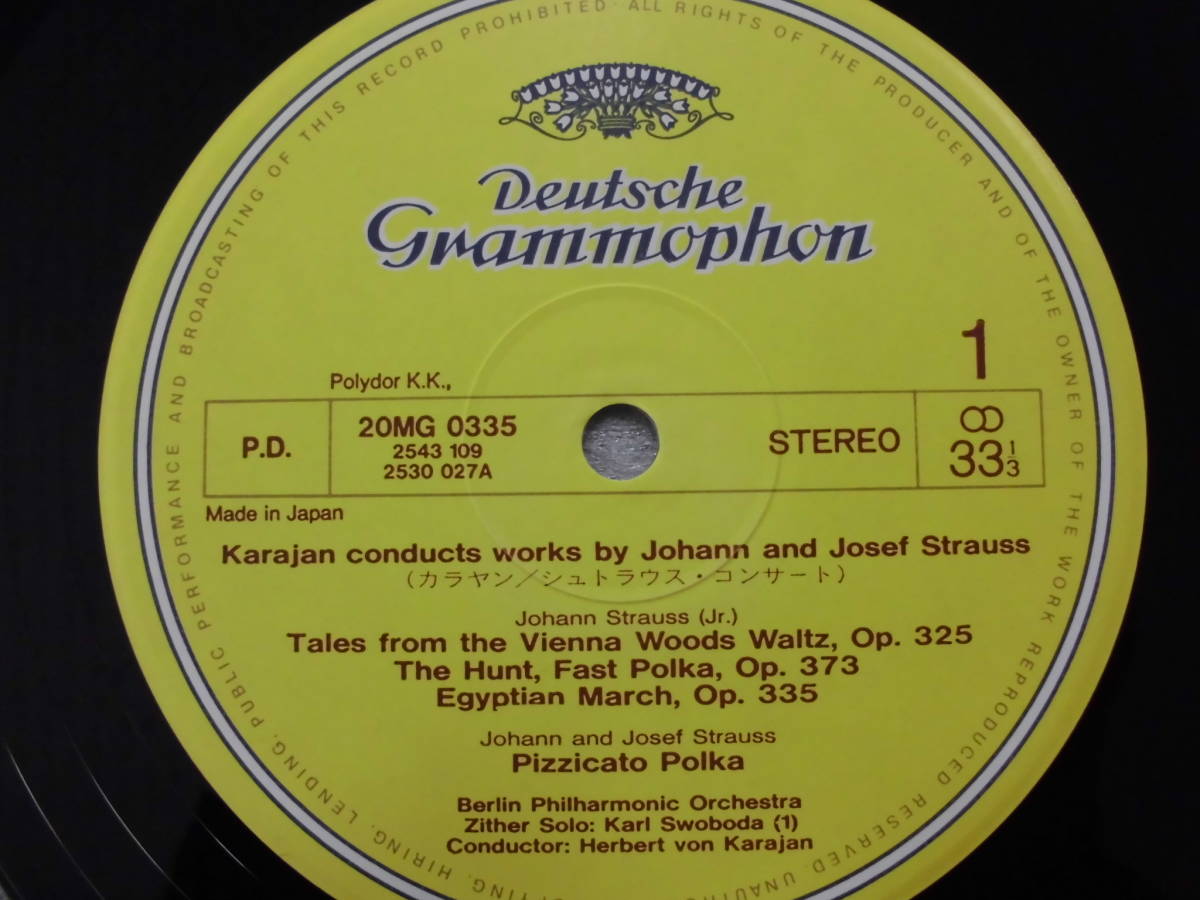 Deutsche
Grammophon
1
Polydor K.K.,
P.D.
20MG 0335
2543 109
2530 027A
STEREO
33 1/3
Made in Japan
Karajan conducts works by Johann and Josef Strauss
(カラヤン／シュトラウス・コンサート)
Johann Strauss (Jr.)
Tales from the Vienna Woods Waltz, Op. 325
The Hunt, Fast Polka, Op. 373
Egyptian March, Op. 335
Johann and Josef Strauss
Pizzicato Polka
Berlin Philharmonic Orchestra
Zither Solo: Karl Swoboda (1)
Conductor: Herbert von Karajan
HIRING, LENDING, PUBLIC PERFORMANCE AND BROADCASTING OF THIS RECORD PROHIBITED · ALL RIGHTS OF THE PRODUCER AND OF THE OWNER OF THE WORK REPRODUCED RESERVED.